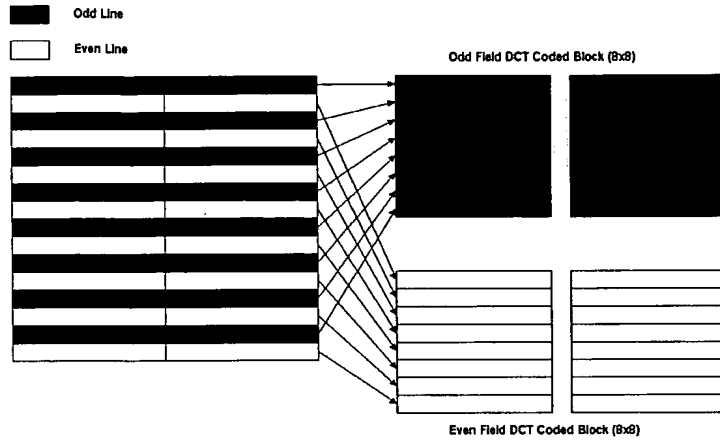 Odd Line
Even Line
Odd Field DCT Coded Block (8x8)
Even Field DCT Coded Block (8x8)